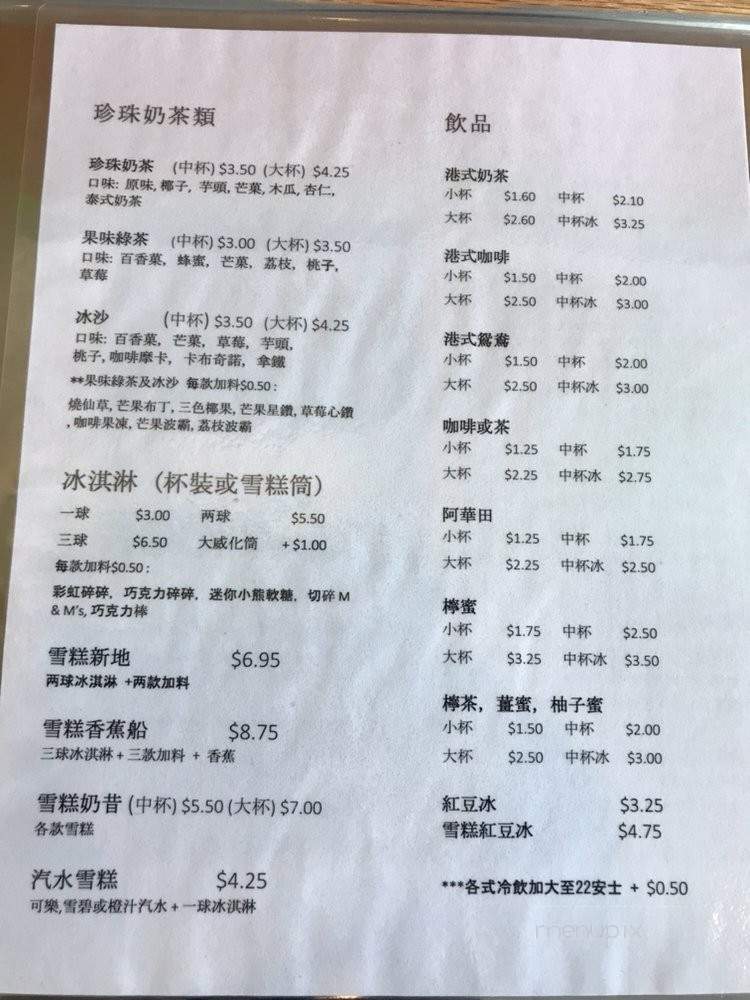 珍珠奶茶類
珍珠奶茶 (中杯) $3.50 (大杯) $4.25
口味: 原味, 椰子, 芋頭, 芒菓, 木瓜, 杏仁,
泰式奶茶
果味綠茶 (中杯) $3.00 (大杯) $3.50
口味: 百香菓, 蜂蜜, 芒菓, 荔枝, 桃子,
草莓
冰沙 (中杯) $3.50 (大杯) $4.25
口味: 百香菓, 芒菓, 草莓, 芋頭,
桃子, 咖啡摩卡, 卡布奇諾, 拿鐵
**果味綠茶及冰沙 每款加料$0.50 :
燒仙草, 芒果布丁, 三色椰果, 芒果星鑽, 草莓心鑽
, 咖啡果凍, 芒果波霸, 荔枝波霸
冰淇淋 (杯裝或雪糕筒)
一球 $3.00 两球 $5.50
三球 $6.50 大威化筒 + $1.00
每款加料$0.50 :
彩虹碎碎, 巧克力碎碎, 迷你小熊軟糖, 切碎 M
& M's, 巧克力棒
雪糕新地 $6.95
两球冰淇淋 +两款加料
雪糕香蕉船 $8.75
三球冰淇淋 + 三款加料 + 香蕉
雪糕奶昔 (中杯) $5.50 (大杯) $7.00
各款雪糕
汽水雪糕 $4.25
可樂,雪碧或橙汁汽水 + 一球冰淇淋
飲品
港式奶茶
小杯 $1.60 中杯 $2.10
大杯 $2.60 中杯冰 $3.25
港式咖啡
小杯 $1.50 中杯 $2.00
大杯 $2.50 中杯冰 $3.00
港式鴛鴦
小杯 $1.50 中杯 $2.00
大杯 $2.50 中杯冰 $3.00
咖啡或茶
小杯 $1.25 中杯 $1.75
大杯 $2.25 中杯冰 $2.75
阿華田
小杯 $1.25 中杯 $1.75
大杯 $2.25 中杯冰 $2.50
檸蜜
小杯 $1.75 中杯 $2.50
大杯 $3.25 中杯冰 $3.50
檸茶, 薑蜜, 柚子蜜
小杯 $1.50 中杯 $2.00
大杯 $2.50 中杯冰 $3.00
紅豆冰 $3.25
雪糕紅豆冰 $4.75
***各式冷飲加大至22安士 + $0.50
menupix